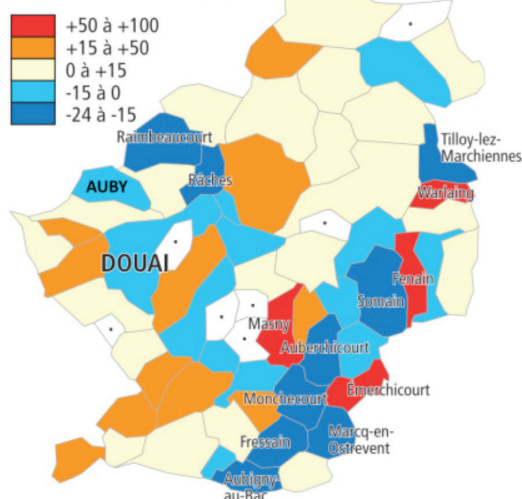 +50 à +100
+15 à +50
0 à +15
-15 à 0
-24 à -15
Raimbeaucourt
Tilloy-lez-
Marchiennes
AUBY
Râches
Warlaing
DOUAI
Fenain
Somain
Masny
Auberchicourt
Émerchicourt
Monchecourt
Marcq-en-
Ostrevent
Fressain
Aubigny-
au-Bac